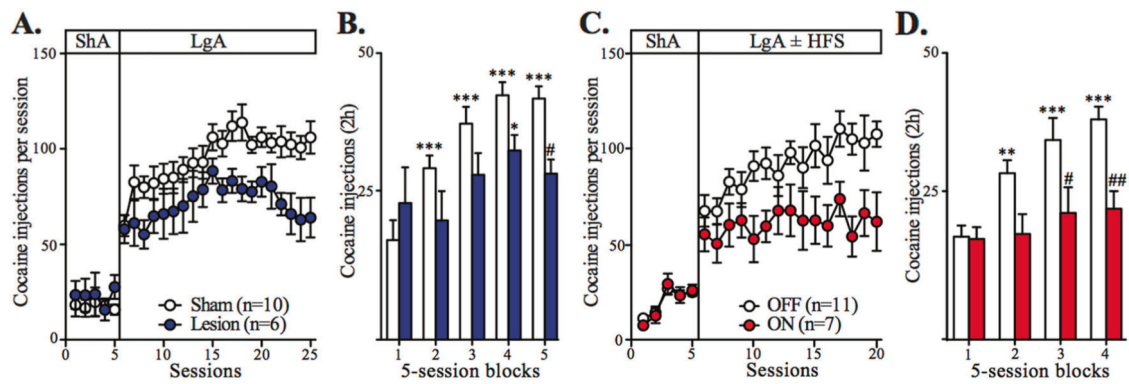 A.
ShA LgA
Cocaine injections per session
150
100
50
0
Sham (n=10)
Lesion (n=6)
0 5 10 15 20 25
Sessions
B.
Cocaine injections (2h)
50
25
*** *** *** ***
* #
1 2 3 4 5
5-session blocks
C.
ShA LgA ± HFS
Cocaine injections per session
150
100
50
0
OFF (n=11)
ON (n=7)
0 5 10 15 20
Sessions
D.
Cocaine injections (2h)
50
25
** *** ***
# ##
1 2 3 4
5-session blocks